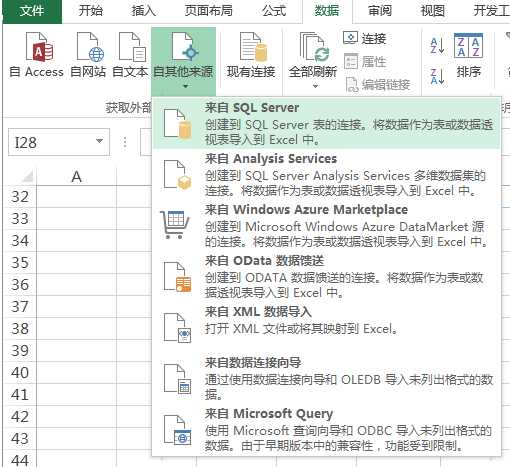 文件 开始 插入 页面布局 公式 数据 审阅 视图 开发工
自 Access 自网站 自文本 自其他来源 现有连接 全部刷新 连接 属性 编辑链接 排序
获取外部
I28
A
来自 SQL Server
创建到 SQL Server 表的连接。将数据作为表或数据透
视表导入到 Excel 中。
来自 Analysis Services
创建到 SQL Server Analysis Services 多维数据集的
连接。将数据作为表或数据透视表导入到 Excel 中。
来自 Windows Azure Marketplace
创建到 Microsoft Windows Azure DataMarket 源
的连接。将数据作为表或数据透视表导入到 Excel 中。
来自 OData 数据馈送
创建到 ODATA 数据馈送的连接。将数据作为表或数
据透视表导入到 Excel 中。
来自 XML 数据导入
打开 XML 文件或将其映射到 Excel。
来自数据连接向导
通过使用数据连接向导和 OLEDB 导入未列出格式的数
据。
来自 Microsoft Query
使用 Microsoft 查询向导和 ODBC 导入未列出格式的
数据。由于早期版本中的兼容性，功能受到限制。
32
33
34
35
36
37
38
39
40
41
42
43
44